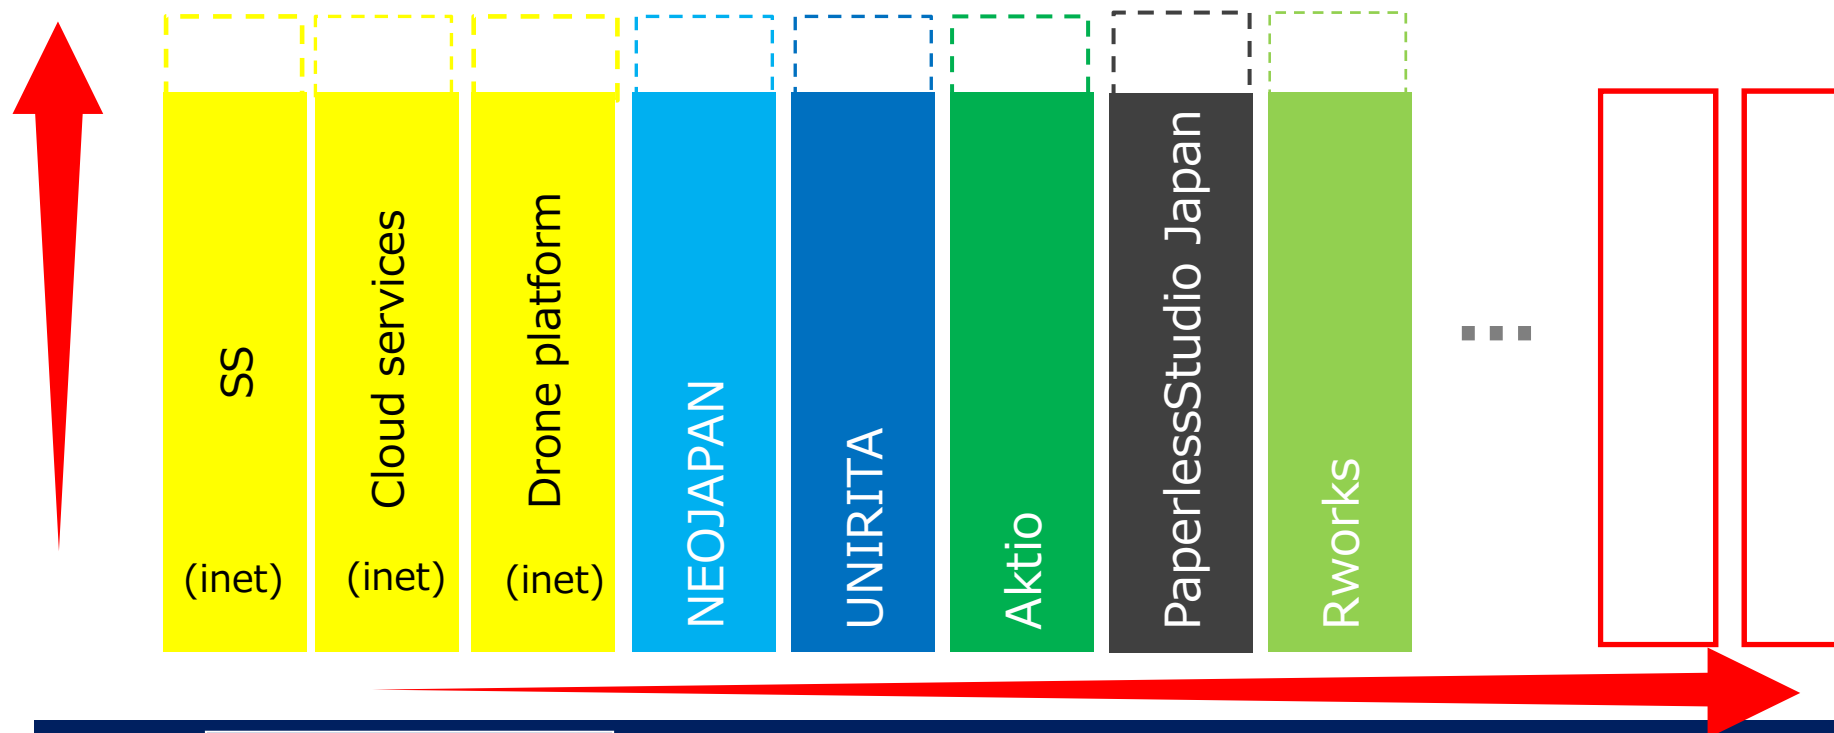 SS
(inet)
Cloud services
(inet)
Drone platform
(inet)
NEOJAPAN
UNIRITA
Aktio
PaperlessStudio Japan
Rworks
...